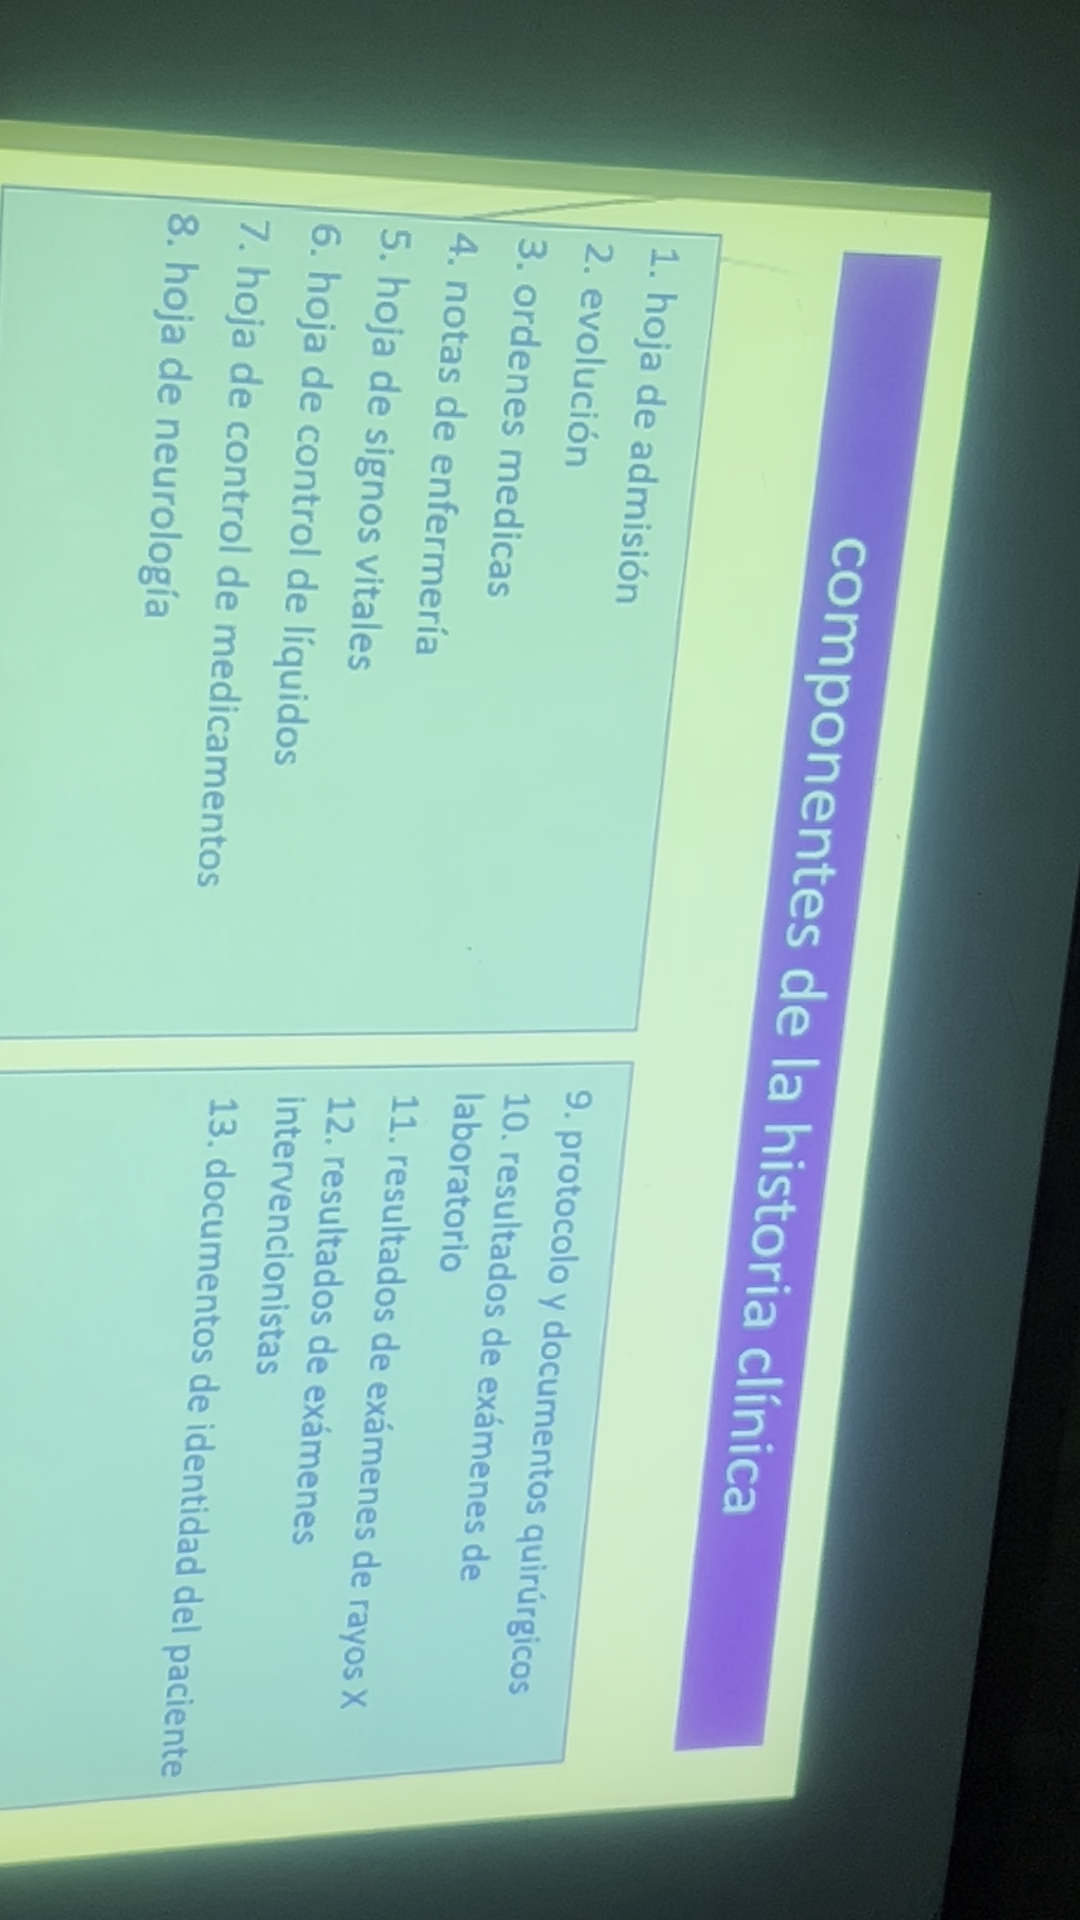 componentes de la historia clínica
1. hoja de admisión
2. evolución
3. ordenes medicas
4. notas de enfermería
5. hoja de signos vitales
6. hoja de control de líquidos
7. hoja de control de medicamentos
8. hoja de neurología
9. protocolo y documentos quirúrgicos
10. resultados de exámenes de
laboratorio
11. resultados de exámenes de rayos X
12. resultados de exámenes
intervencionistas
13. documentos de identidad del paciente